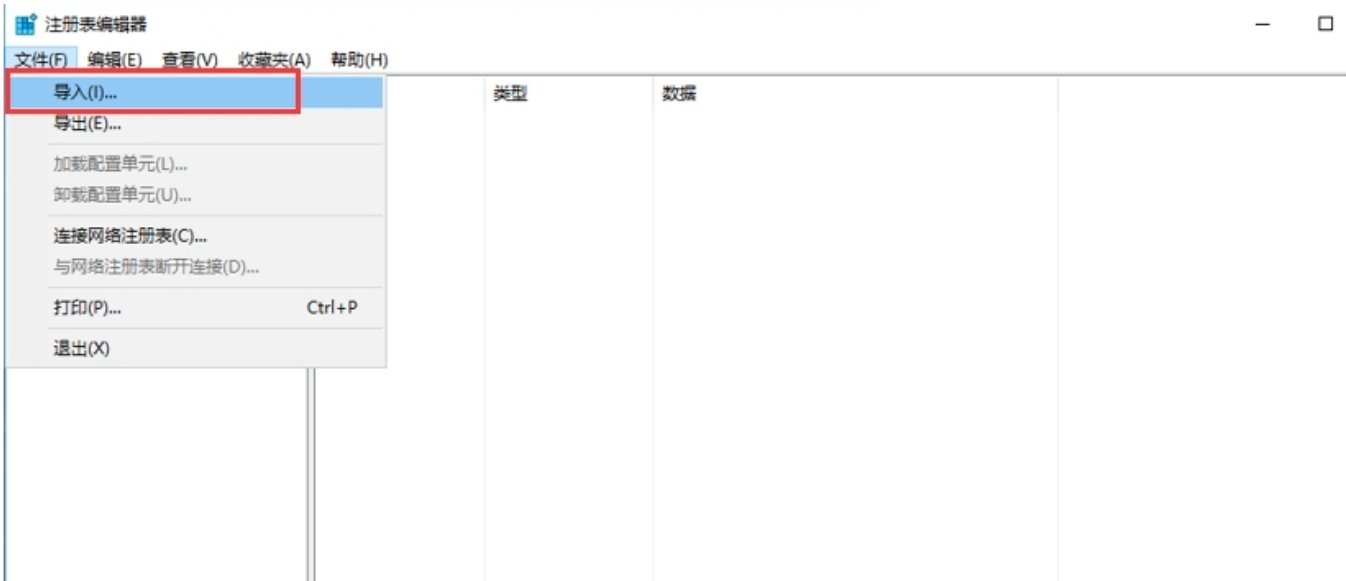 注册表编辑器
文件(F) 编辑(E) 查看(V) 收藏夹(A) 帮助(H)
导入(I)... 类型 数据
导出(E)...
加载配置单元(L)...
卸载配置单元(U)...
连接网络注册表(C)...
与网络注册表断开连接(D)...
打印(P)... Ctrl+P
退出(X)